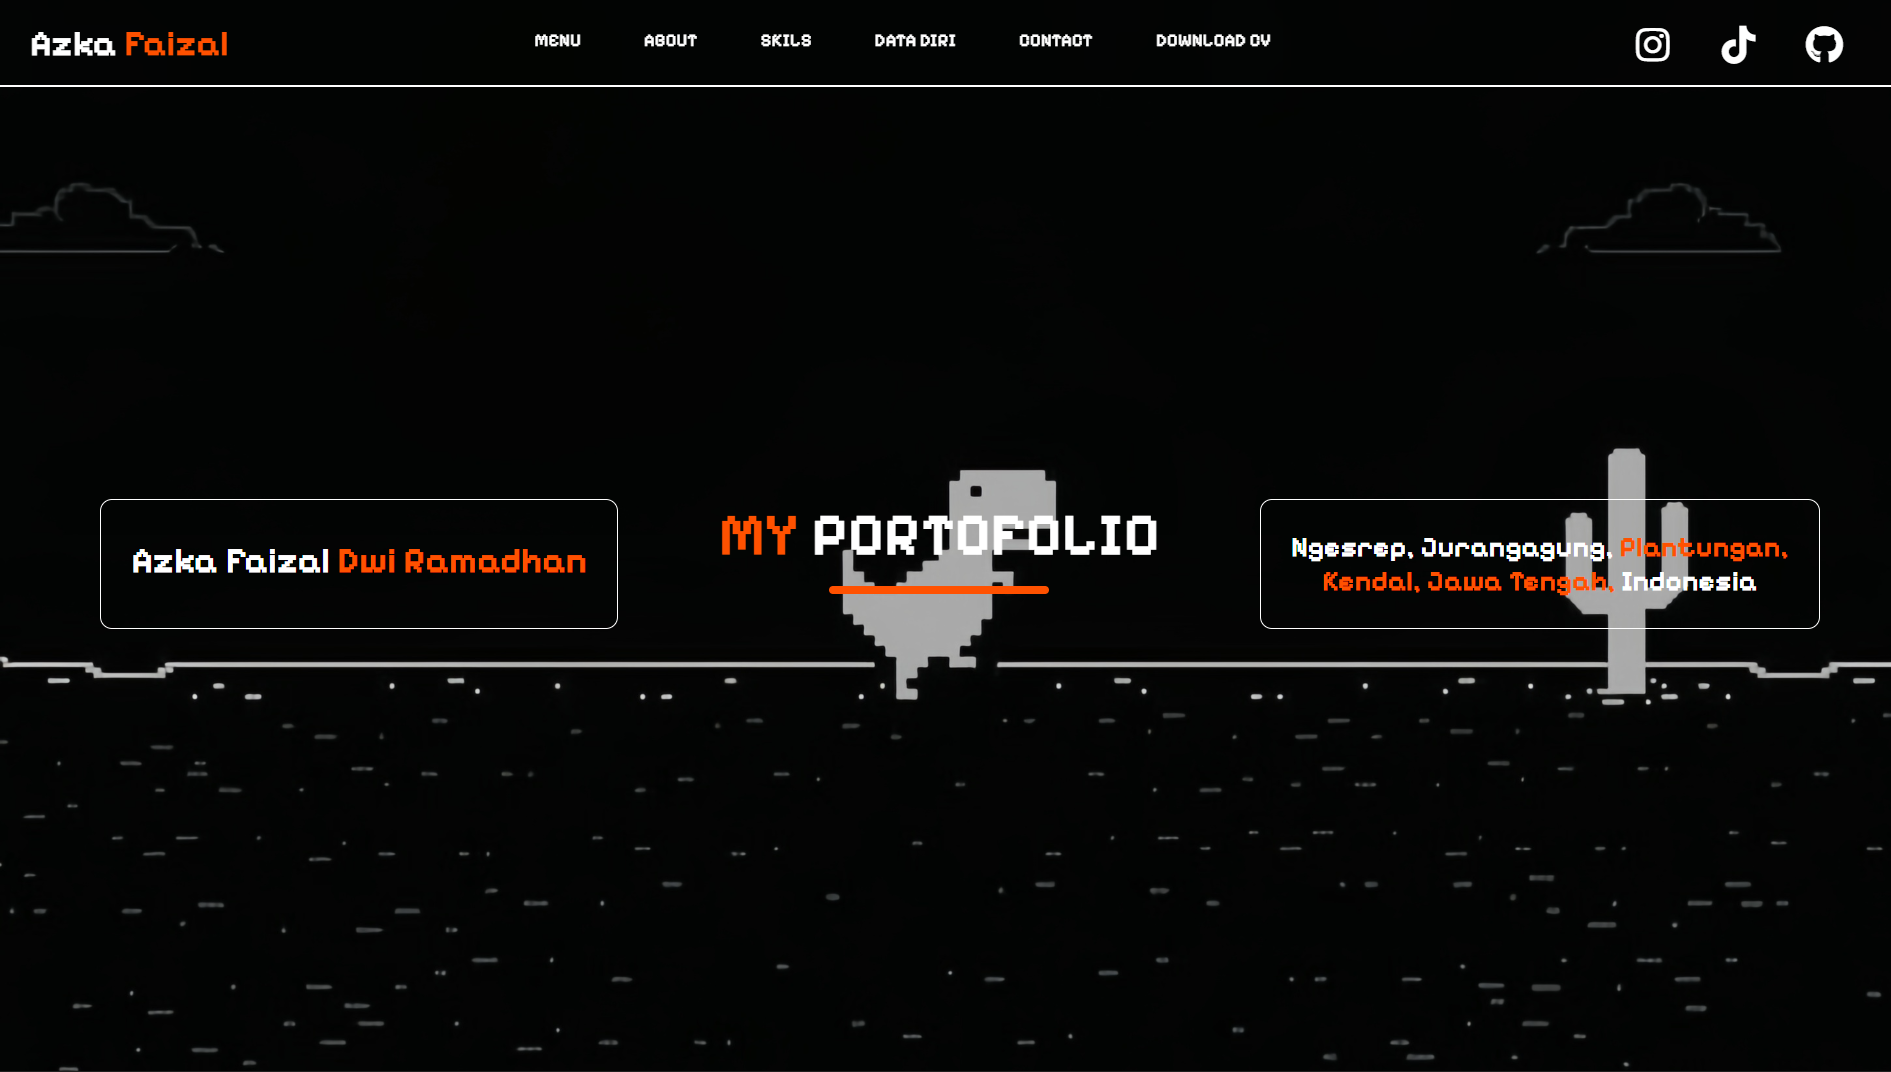 Azka Faizal
MENU
ABOUT
SKILS
DATA DIRI
CONTACT
DOWNLOAD CV
Azka Faizal Dwi Ramadhan
MY PORTOFOLIO
Ngesrep, Jurangagung, Plantungan,
Kendal, Jawa Tengah, Indonesia